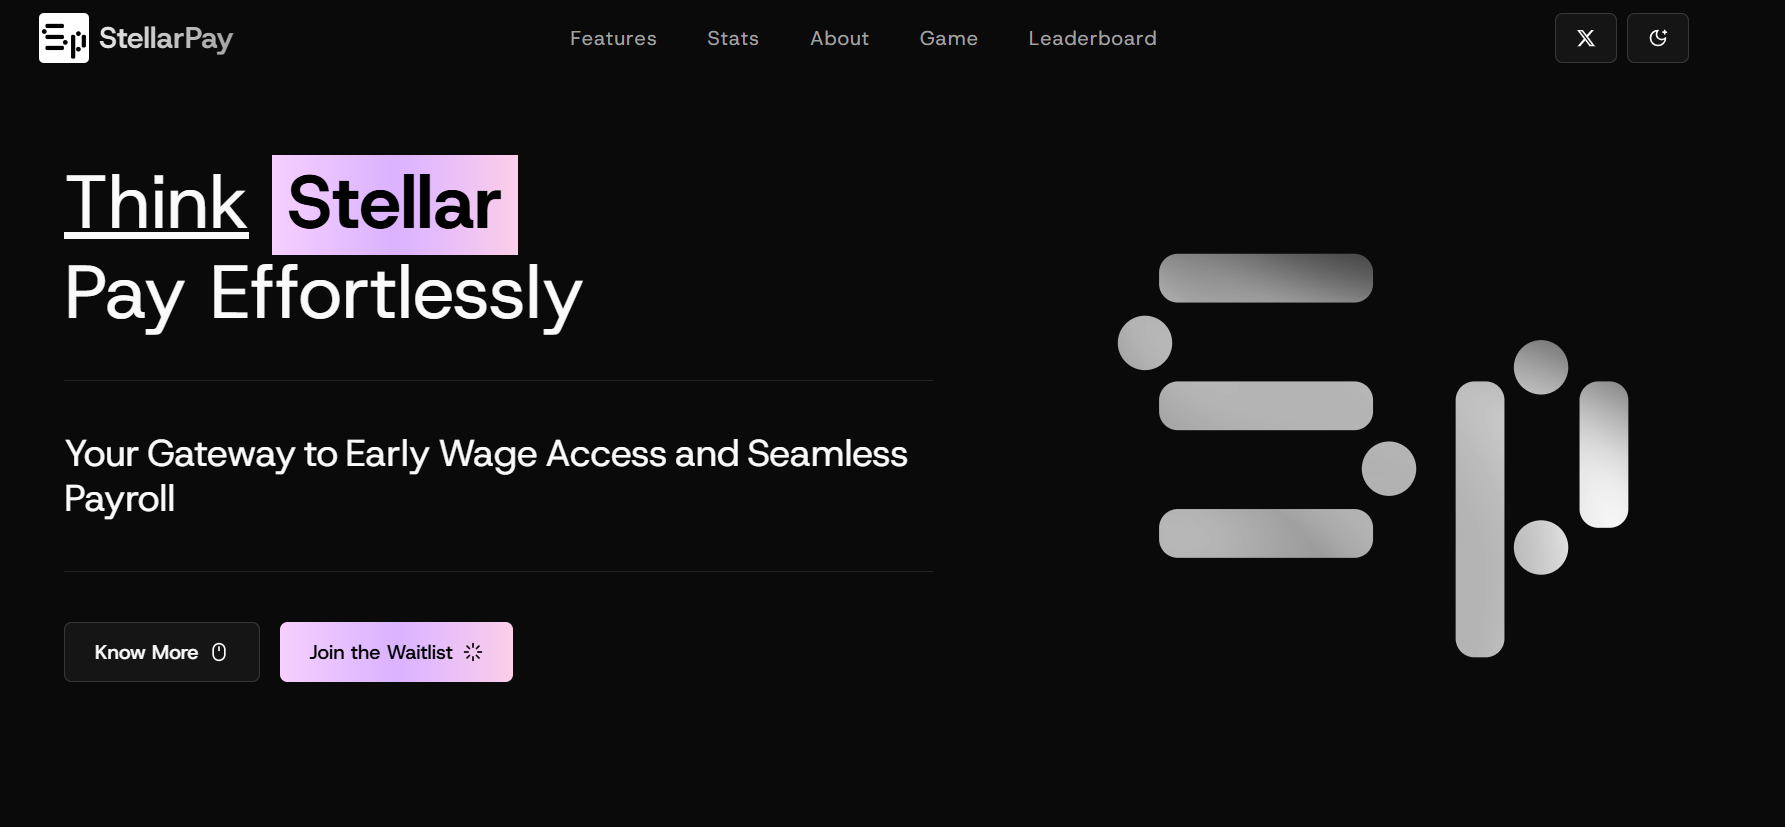 StellarPay
Features
Stats
About
Game
Leaderboard
Think Stellar
Pay Effortlessly
Your Gateway to Early Wage Access and Seamless
Payroll
Know More
Join the Waitlist